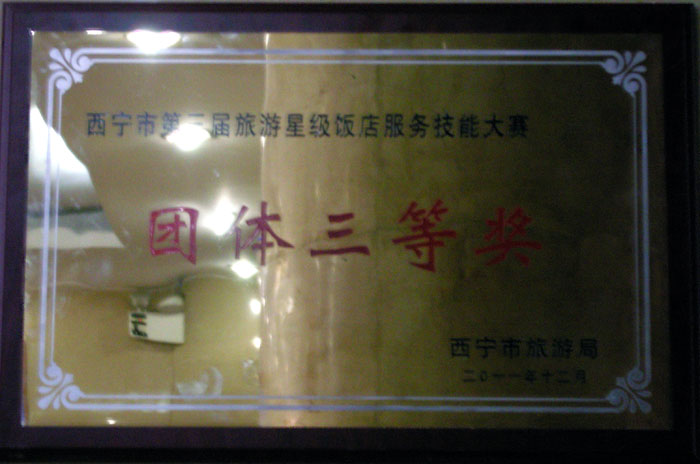 西宁市第三届旅游星级饭店服务技能大赛
团体三等奖
西宁市旅游局
二〇一一年十二月